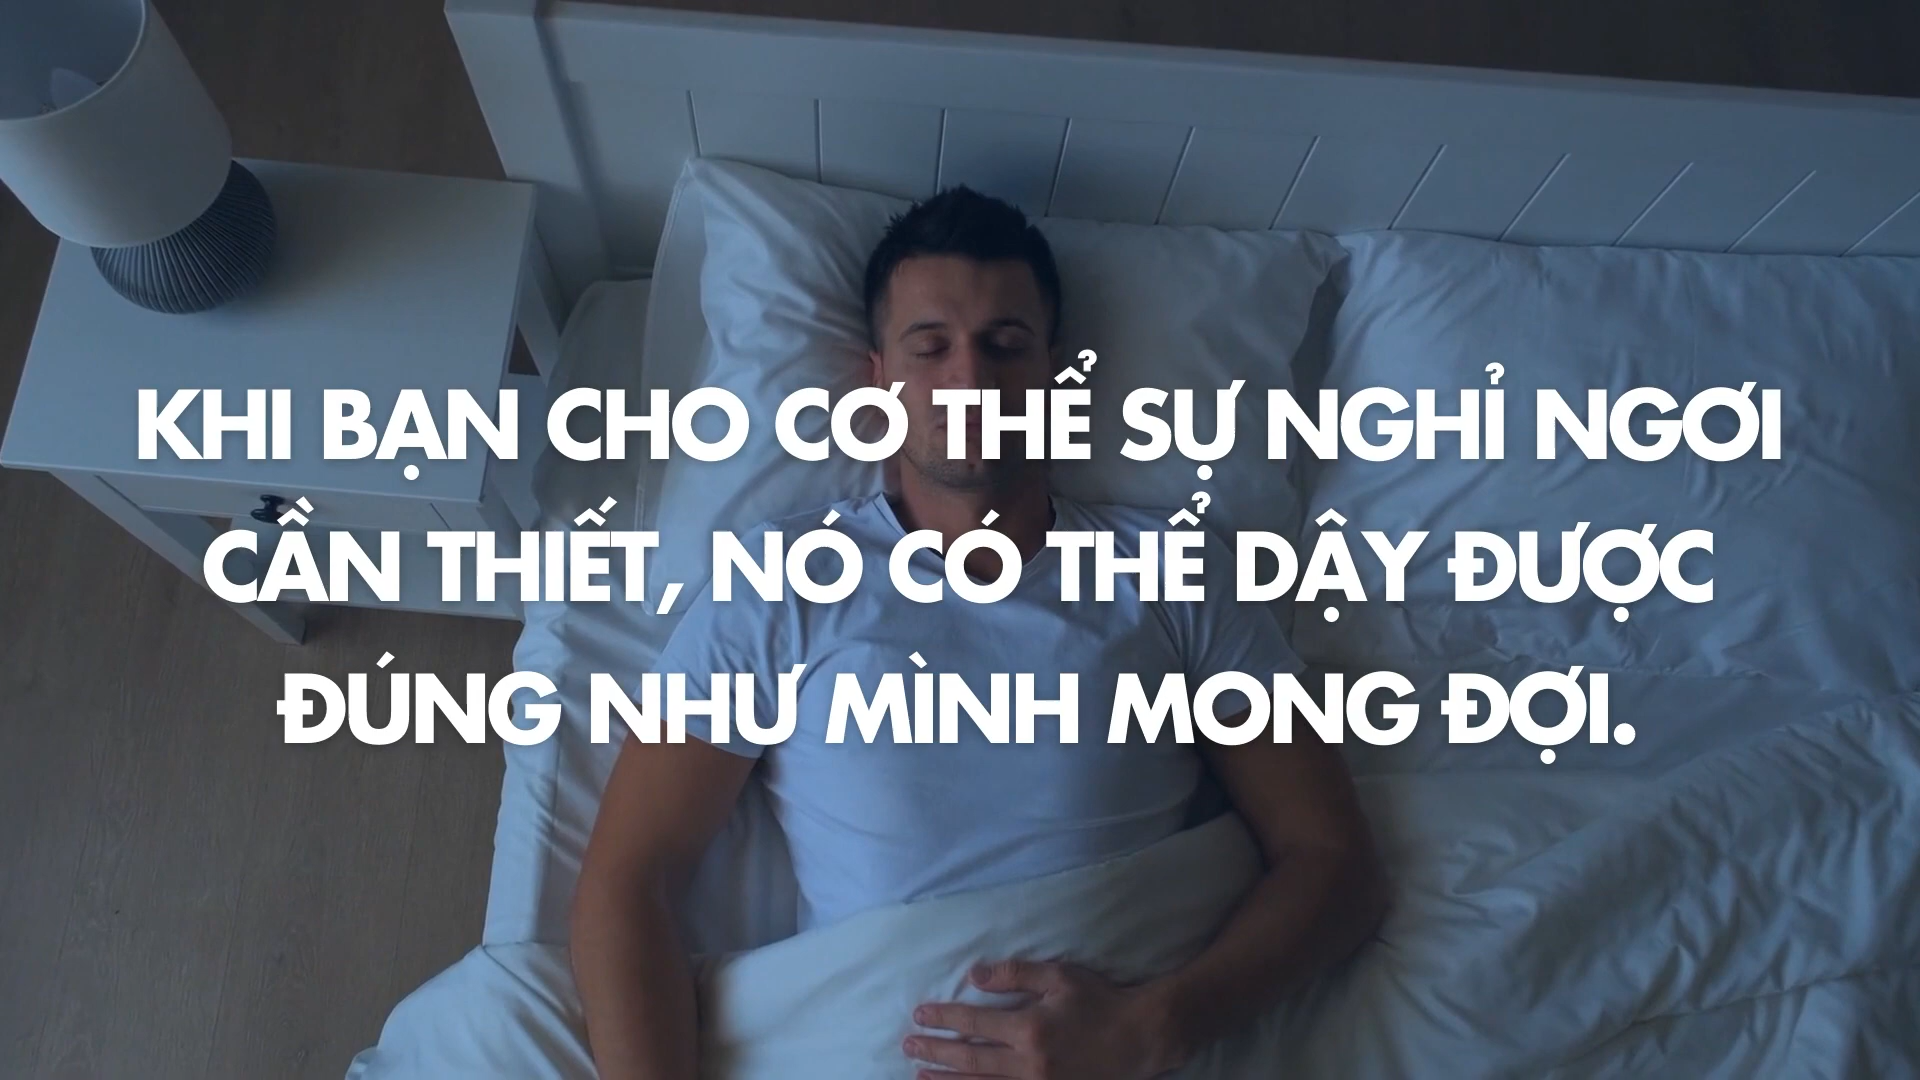 KHI BẠN CHO CƠ THỂ SỰ NGHỈ NGƠI
CẦN THIẾT, NÓ CÓ THỂ DẬY ĐƯỢC
ĐÚNG NHƯ MÌNH MONG ĐỢI.